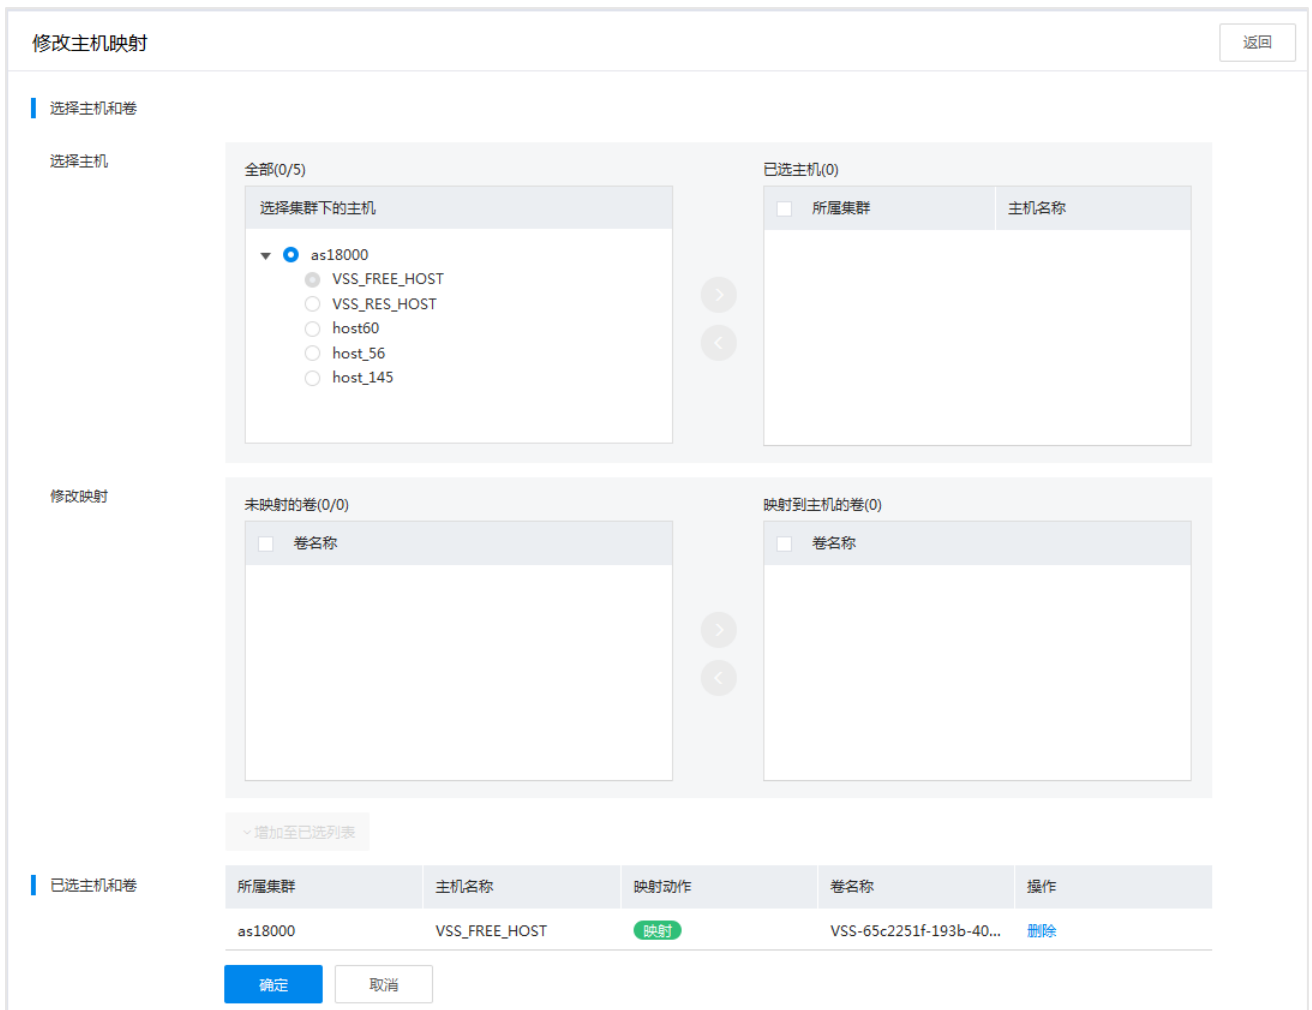 修改主机映射
返回
选择主机和卷
选择主机
全部(0/5)
已选主机(0)
选择集群下的主机
所属集群
主机名称
as18000
VSS_FREE_HOST
VSS_RES_HOST
host60
host_56
host_145
修改映射
未映射的卷(0/0)
映射到主机的卷(0)
卷名称
卷名称
增加至已选列表
已选主机和卷
所属集群
主机名称
映射动作
卷名称
操作
as18000
VSS_FREE_HOST
映射
VSS-65c2251f-193b-40...
删除
确定
取消